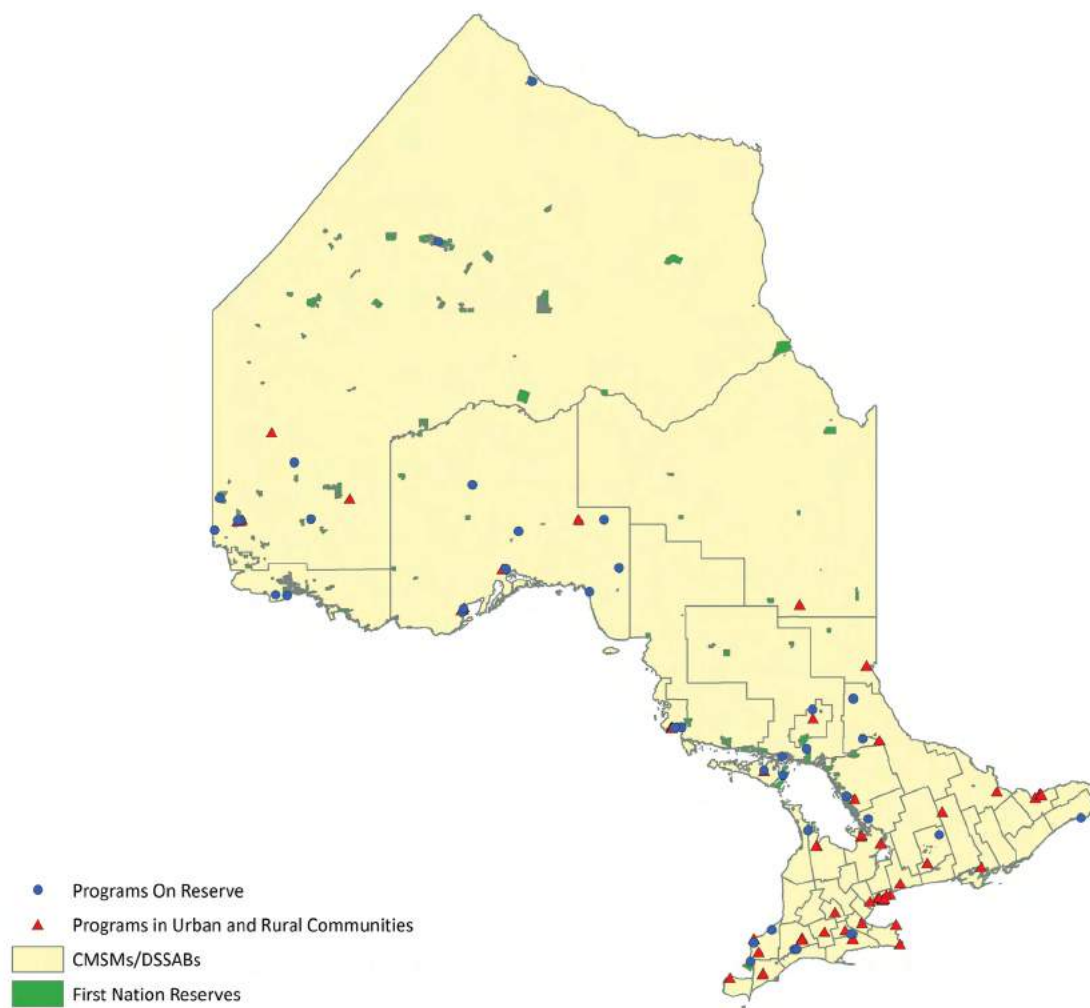 Programs On Reserve
Programs in Urban and Rural Communities
CMSMs/DSSABs
First Nation Reserves